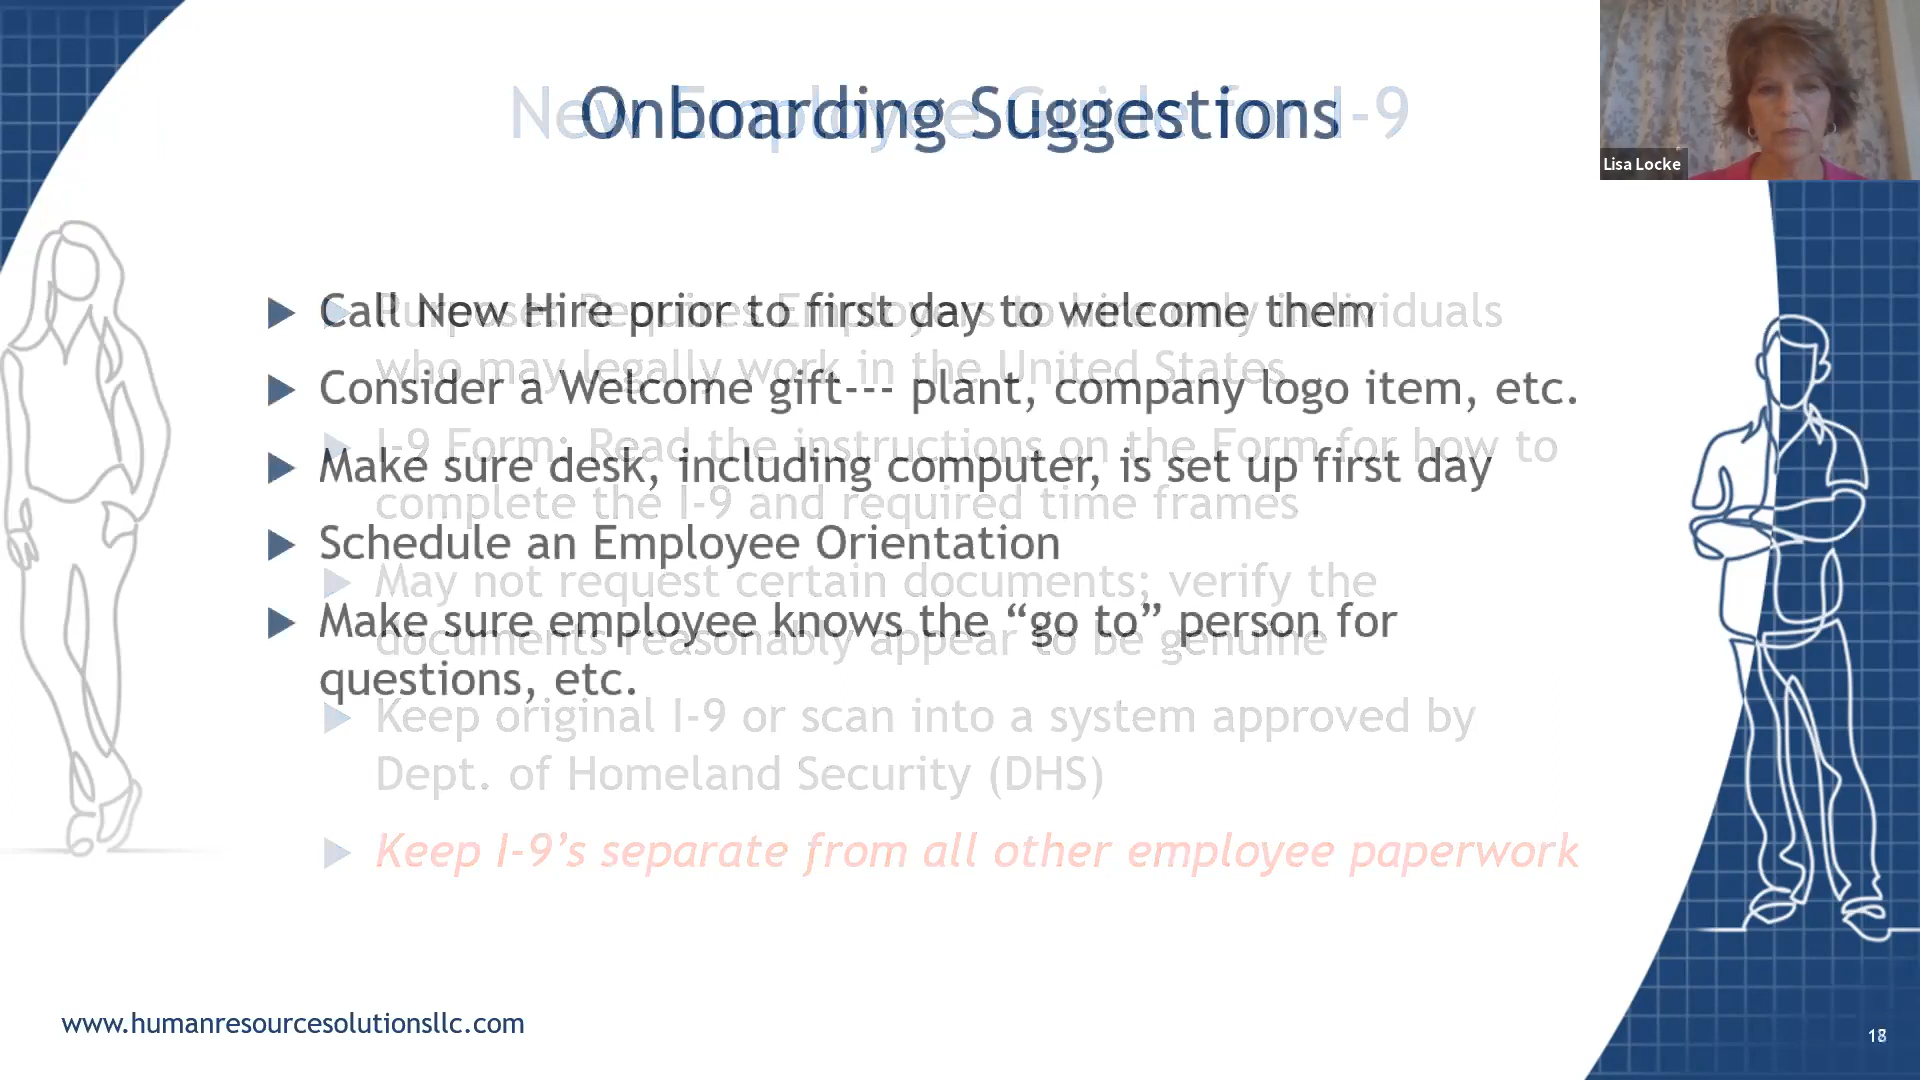 Onboarding Suggestions
New Employee Guide for I-9
Lisa Locke
Call New Hire prior to first day to welcome them
Consider a Welcome gift--- plant, company logo item, etc.
Make sure desk, including computer, is set up first day
Schedule an Employee Orientation
Make sure employee knows the “go to” person for
questions, etc.
Purpose: Requires Employers to hire only individuals
who may legally work in the United States
I-9 Form: Read the instructions on the Form for how to
complete the I-9 and required time frames
May not request certain documents; verify the
documents reasonably appear to be genuine
Keep original I-9 or scan into a system approved by
Dept. of Homeland Security (DHS)
Keep I-9’s separate from all other employee paperwork
www.humanresourcesolutionsllc.com